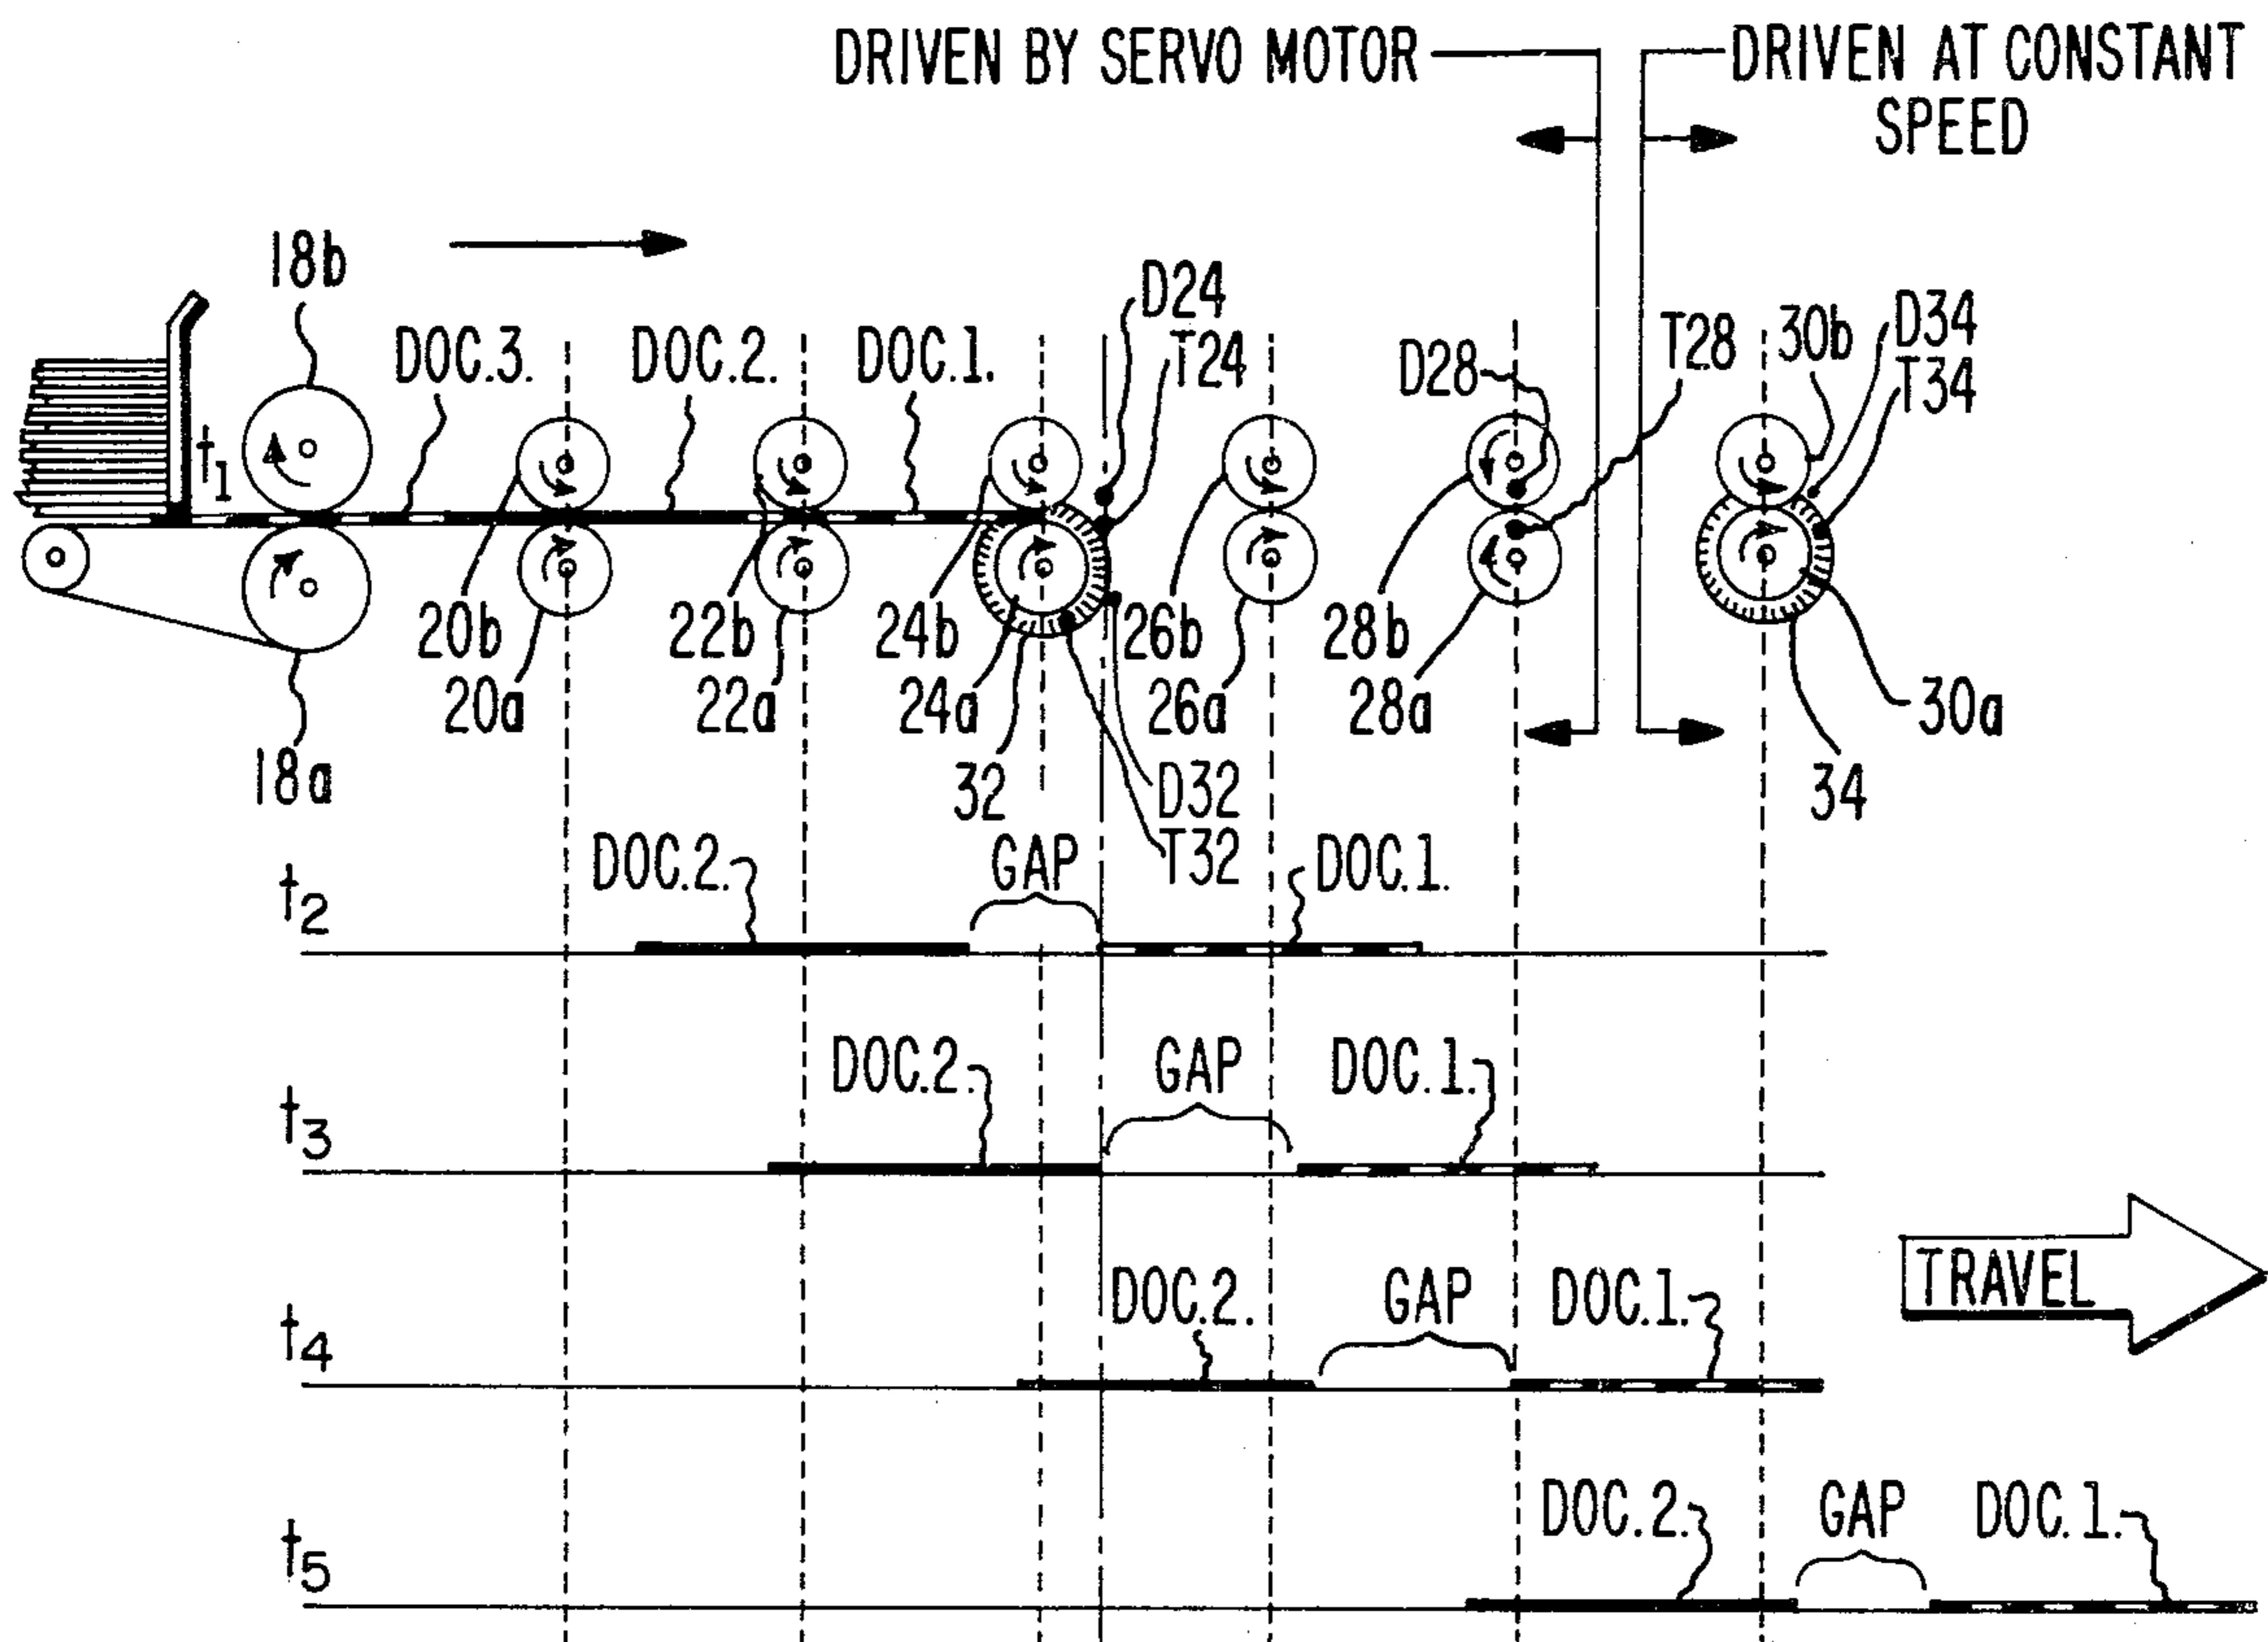 DRIVEN BY SERVO MOTOR
DRIVEN AT CONSTANT
SPEED
18b
DOC.3.
DOC.2.
DOC.1.
D24
T24
D28
T28
30b
D34
T34
t1
20b
20a
22b
22a
24b
24a
26b
26a
28b
28a
30a
18a
32
D32
T32
34
t2
DOC.2.
GAP
DOC.1.
t3
DOC.2.
GAP
DOC.1.
t4
DOC.2.
GAP
DOC.1.
TRAVEL
t5
DOC.2.
GAP
DOC.1.